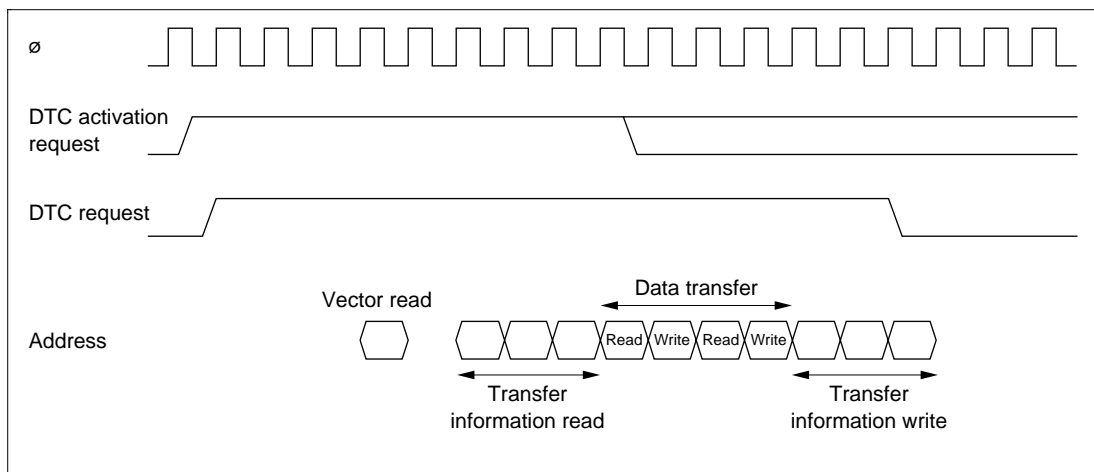 ø
DTC activation
request
DTC request
Data transfer
Vector read
Address
Read Write Read Write
Transfer
information read
Transfer
information write